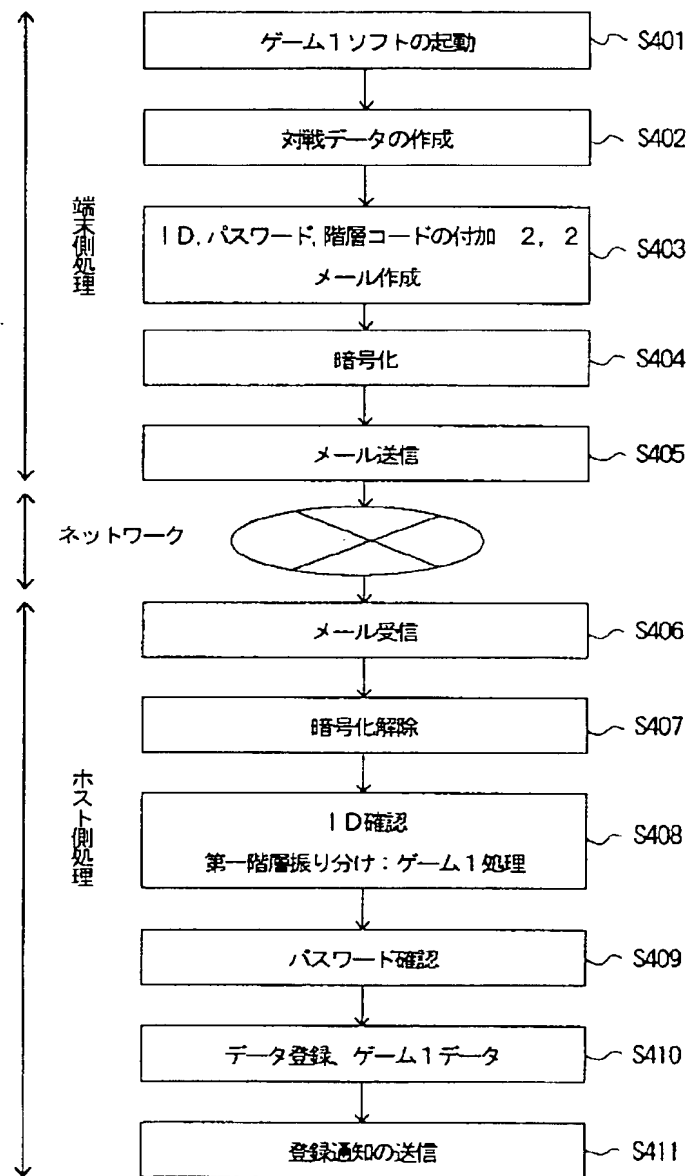 ゲーム1ソフトの起動
S401
対戦データの作成
S402
端末側処理
ID,パスワード,階層コードの付加 2,2
メール作成
S403
暗号化
S404
メール送信
S405
ネットワーク
メール受信
S406
暗号化解除
S407
ホスト側処理
ID確認
第一階層振り分け:ゲーム1処理
S408
パスワード確認
S409
データ登録、ゲーム1データ
S410
登録通知の送信
S411